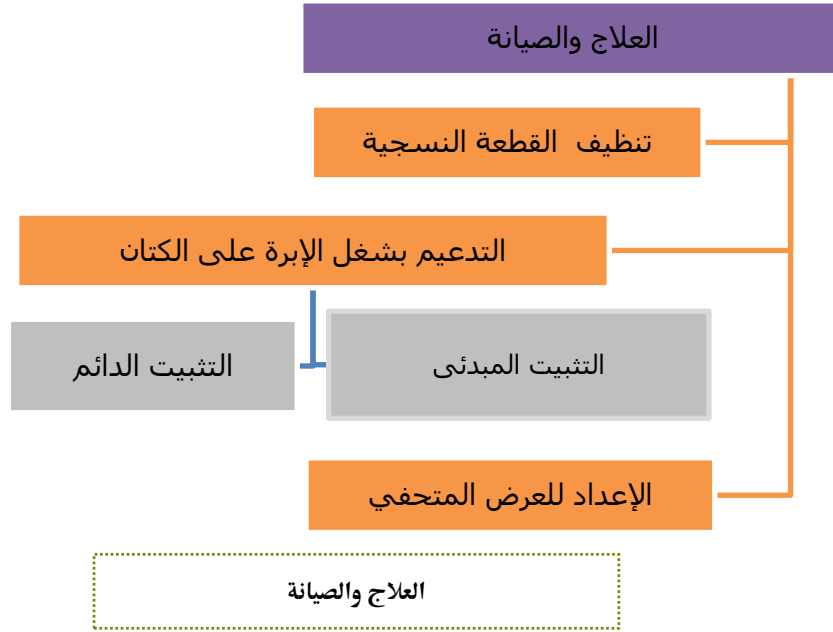 العلاج والصيانة
تنظيف القطعة النسجية
التدعيم بشغل الإبرة على الكتان
التثبيت المبدئى
التثبيت الدائم
الإعداد للعرض المتحفي
العلاج والصيانة